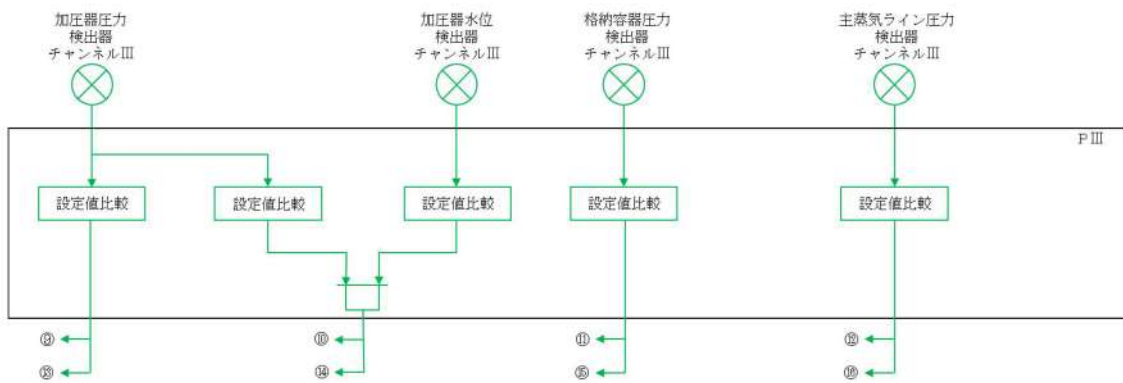 加圧器圧力
検出器
チャンネルⅢ
加圧器水位
検出器
チャンネルⅢ
格納容器圧力
検出器
チャンネルⅢ
主蒸気ライン圧力
検出器
チャンネルⅢ
PⅢ
設定値比較
設定値比較
設定値比較
設定値比較
設定値比較
⑨
⑩
⑪
⑫
⑬
⑭
⑮
⑯